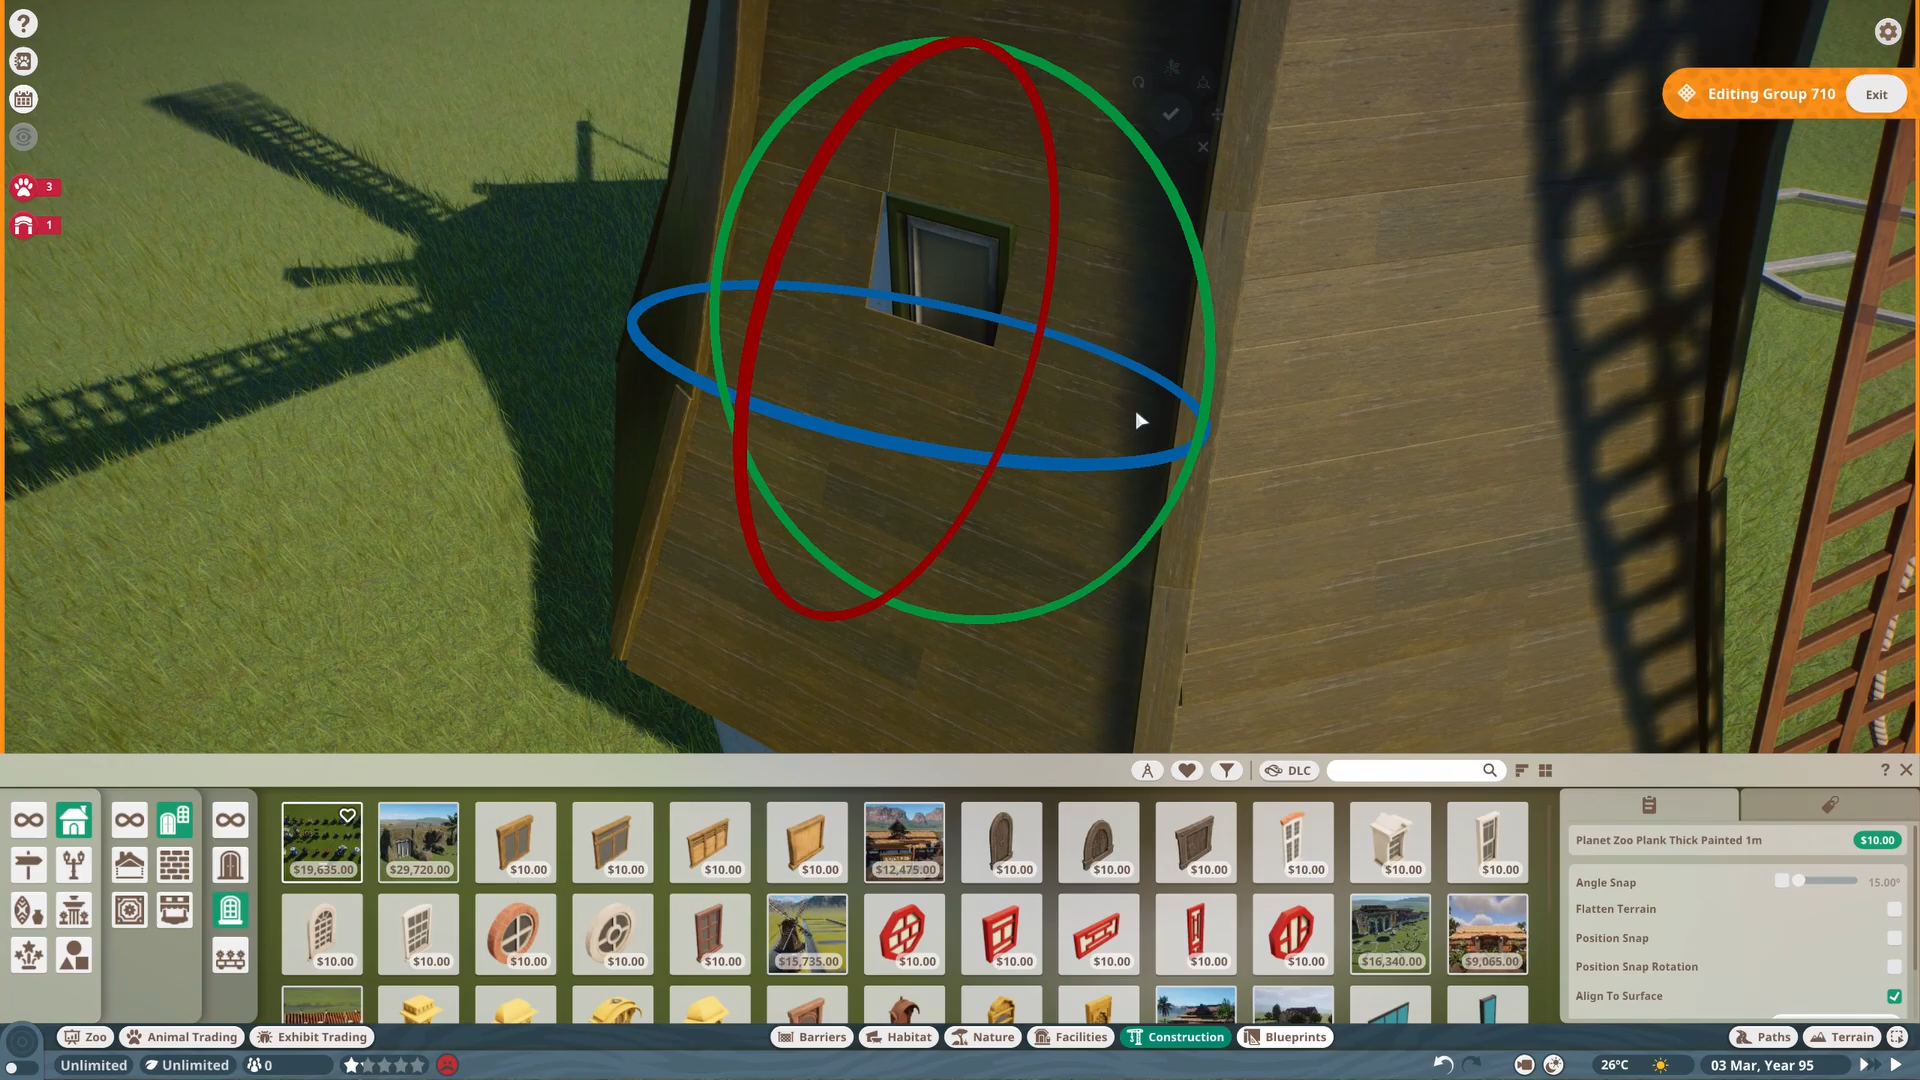 ?
Editing Group 710
Exit
3
1
DLC
?
$19,635.00
$29,720.00
$10.00
$10.00
$10.00
$10.00
$12,475.00
$10.00
$10.00
$10.00
$10.00
$10.00
$10.00
Planet Zoo Plank Thick Painted 1m
$10.00
Angle Snap
15.00°
Flatten Terrain
Position Snap
Position Snap Rotation
Align To Surface
$10.00
$10.00
$10.00
$10.00
$10.00
$15,735.00
$10.00
$10.00
$10.00
$10.00
$10.00
$16,340.00
$9,065.00
Zoo
Animal Trading
Exhibit Trading
Barriers
Habitat
Nature
Facilities
Construction
Blueprints
Paths
Terrain
Unlimited
Unlimited
0
26°C
03 Mar, Year 95